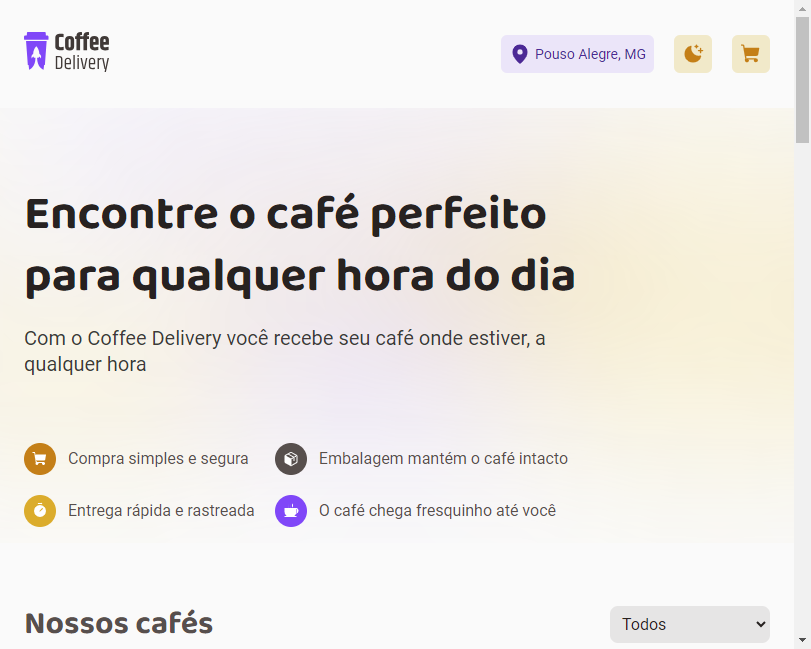 Coffee
Delivery
Pouso Alegre, MG
Encontre o café perfeito
para qualquer hora do dia
Com o Coffee Delivery você recebe seu café onde estiver, a
qualquer hora
Compra simples e segura
Embalagem mantém o café intacto
Entrega rápida e rastreada
O café chega fresquinho até você
Nossos cafés
Todos